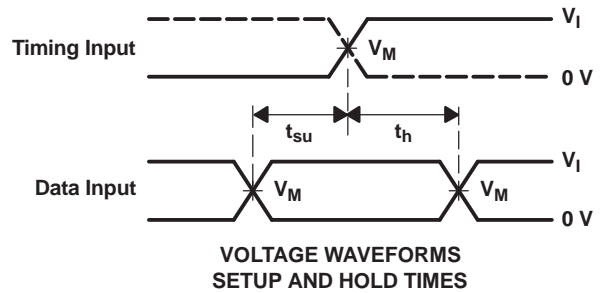 V_I
Timing Input
V_M
0 V
t_su
t_h
V_I
Data Input
V_M
V_M
0 V
VOLTAGE WAVEFORMS
SETUP AND HOLD TIMES